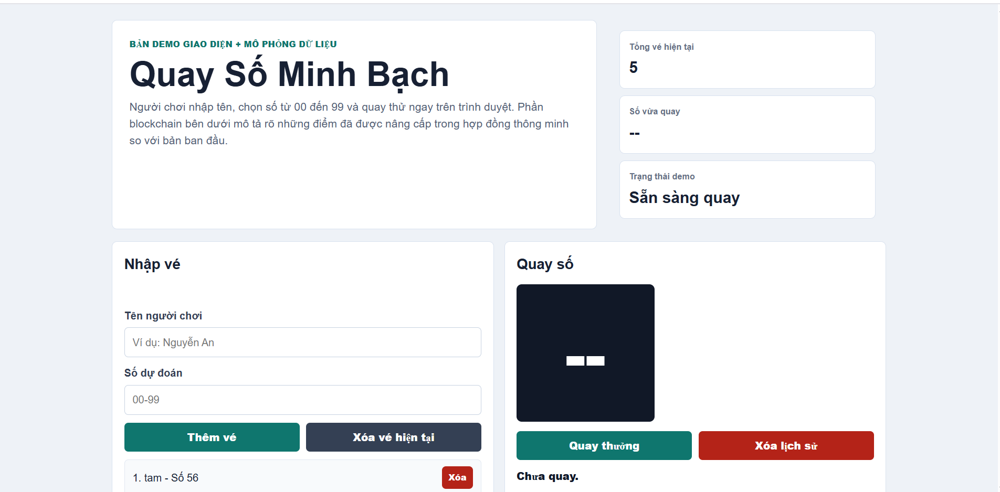 BẢN DEMO GIAO DIỆN + MÔ PHỎNG DỮ LIỆU
Quay Số Minh Bạch
Người chơi nhập tên, chọn số từ 00 đến 99 và quay thử ngay trên trình duyệt. Phần
blockchain bên dưới mô tả rõ những điểm đã được nâng cấp trong hợp đồng thông minh
so với bản ban đầu.
Tổng vé hiện tại
5
Số vừa quay
--
Trạng thái demo
Sẵn sàng quay
Nhập vé
Tên người chơi
Ví dụ: Nguyễn An
Số dự đoán
00-99
Thêm vé
Xóa vé hiện tại
1. tam - Số 56
Xóa
Quay số
--
Quay thưởng
Xóa lịch sử
Chưa quay.